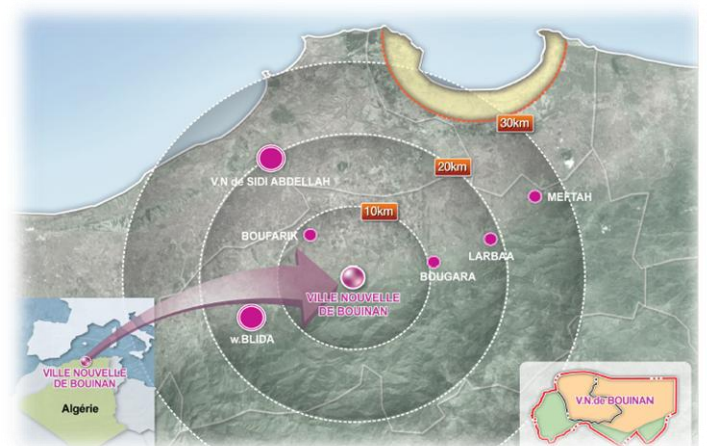 30km
20km
V.N de SIDI ABDELLAH
MEFTAH
10km
BOUFARIK
LARBAA
BOUGARA
VILLE NOUVELLE
DE BOUINAN
w.BLIDA
VILLE NOUVELLE
DE BOUINAN
Algérie
V.N.de BOUINAN